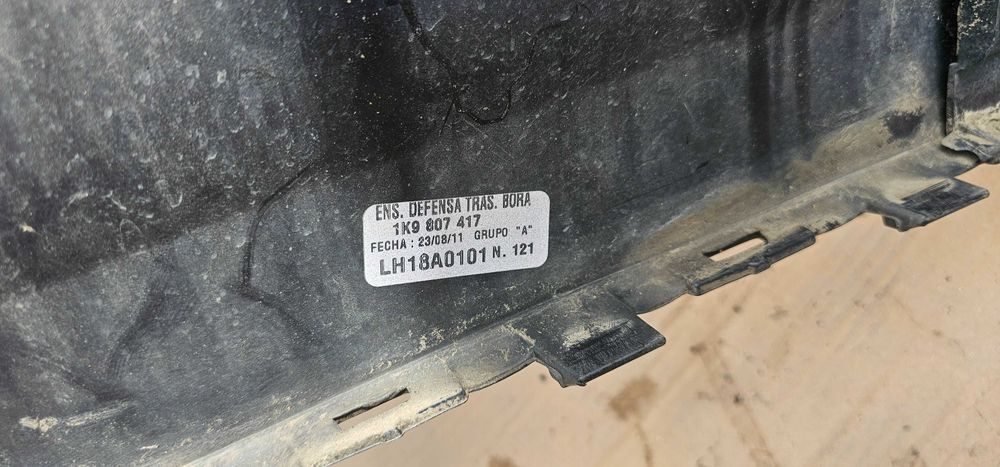 ENS. DEFENSA TRAS. BORA
1K9 807 417
FECHA : 23/08/11 GRUPO "A"
LH18A0101 N. 121